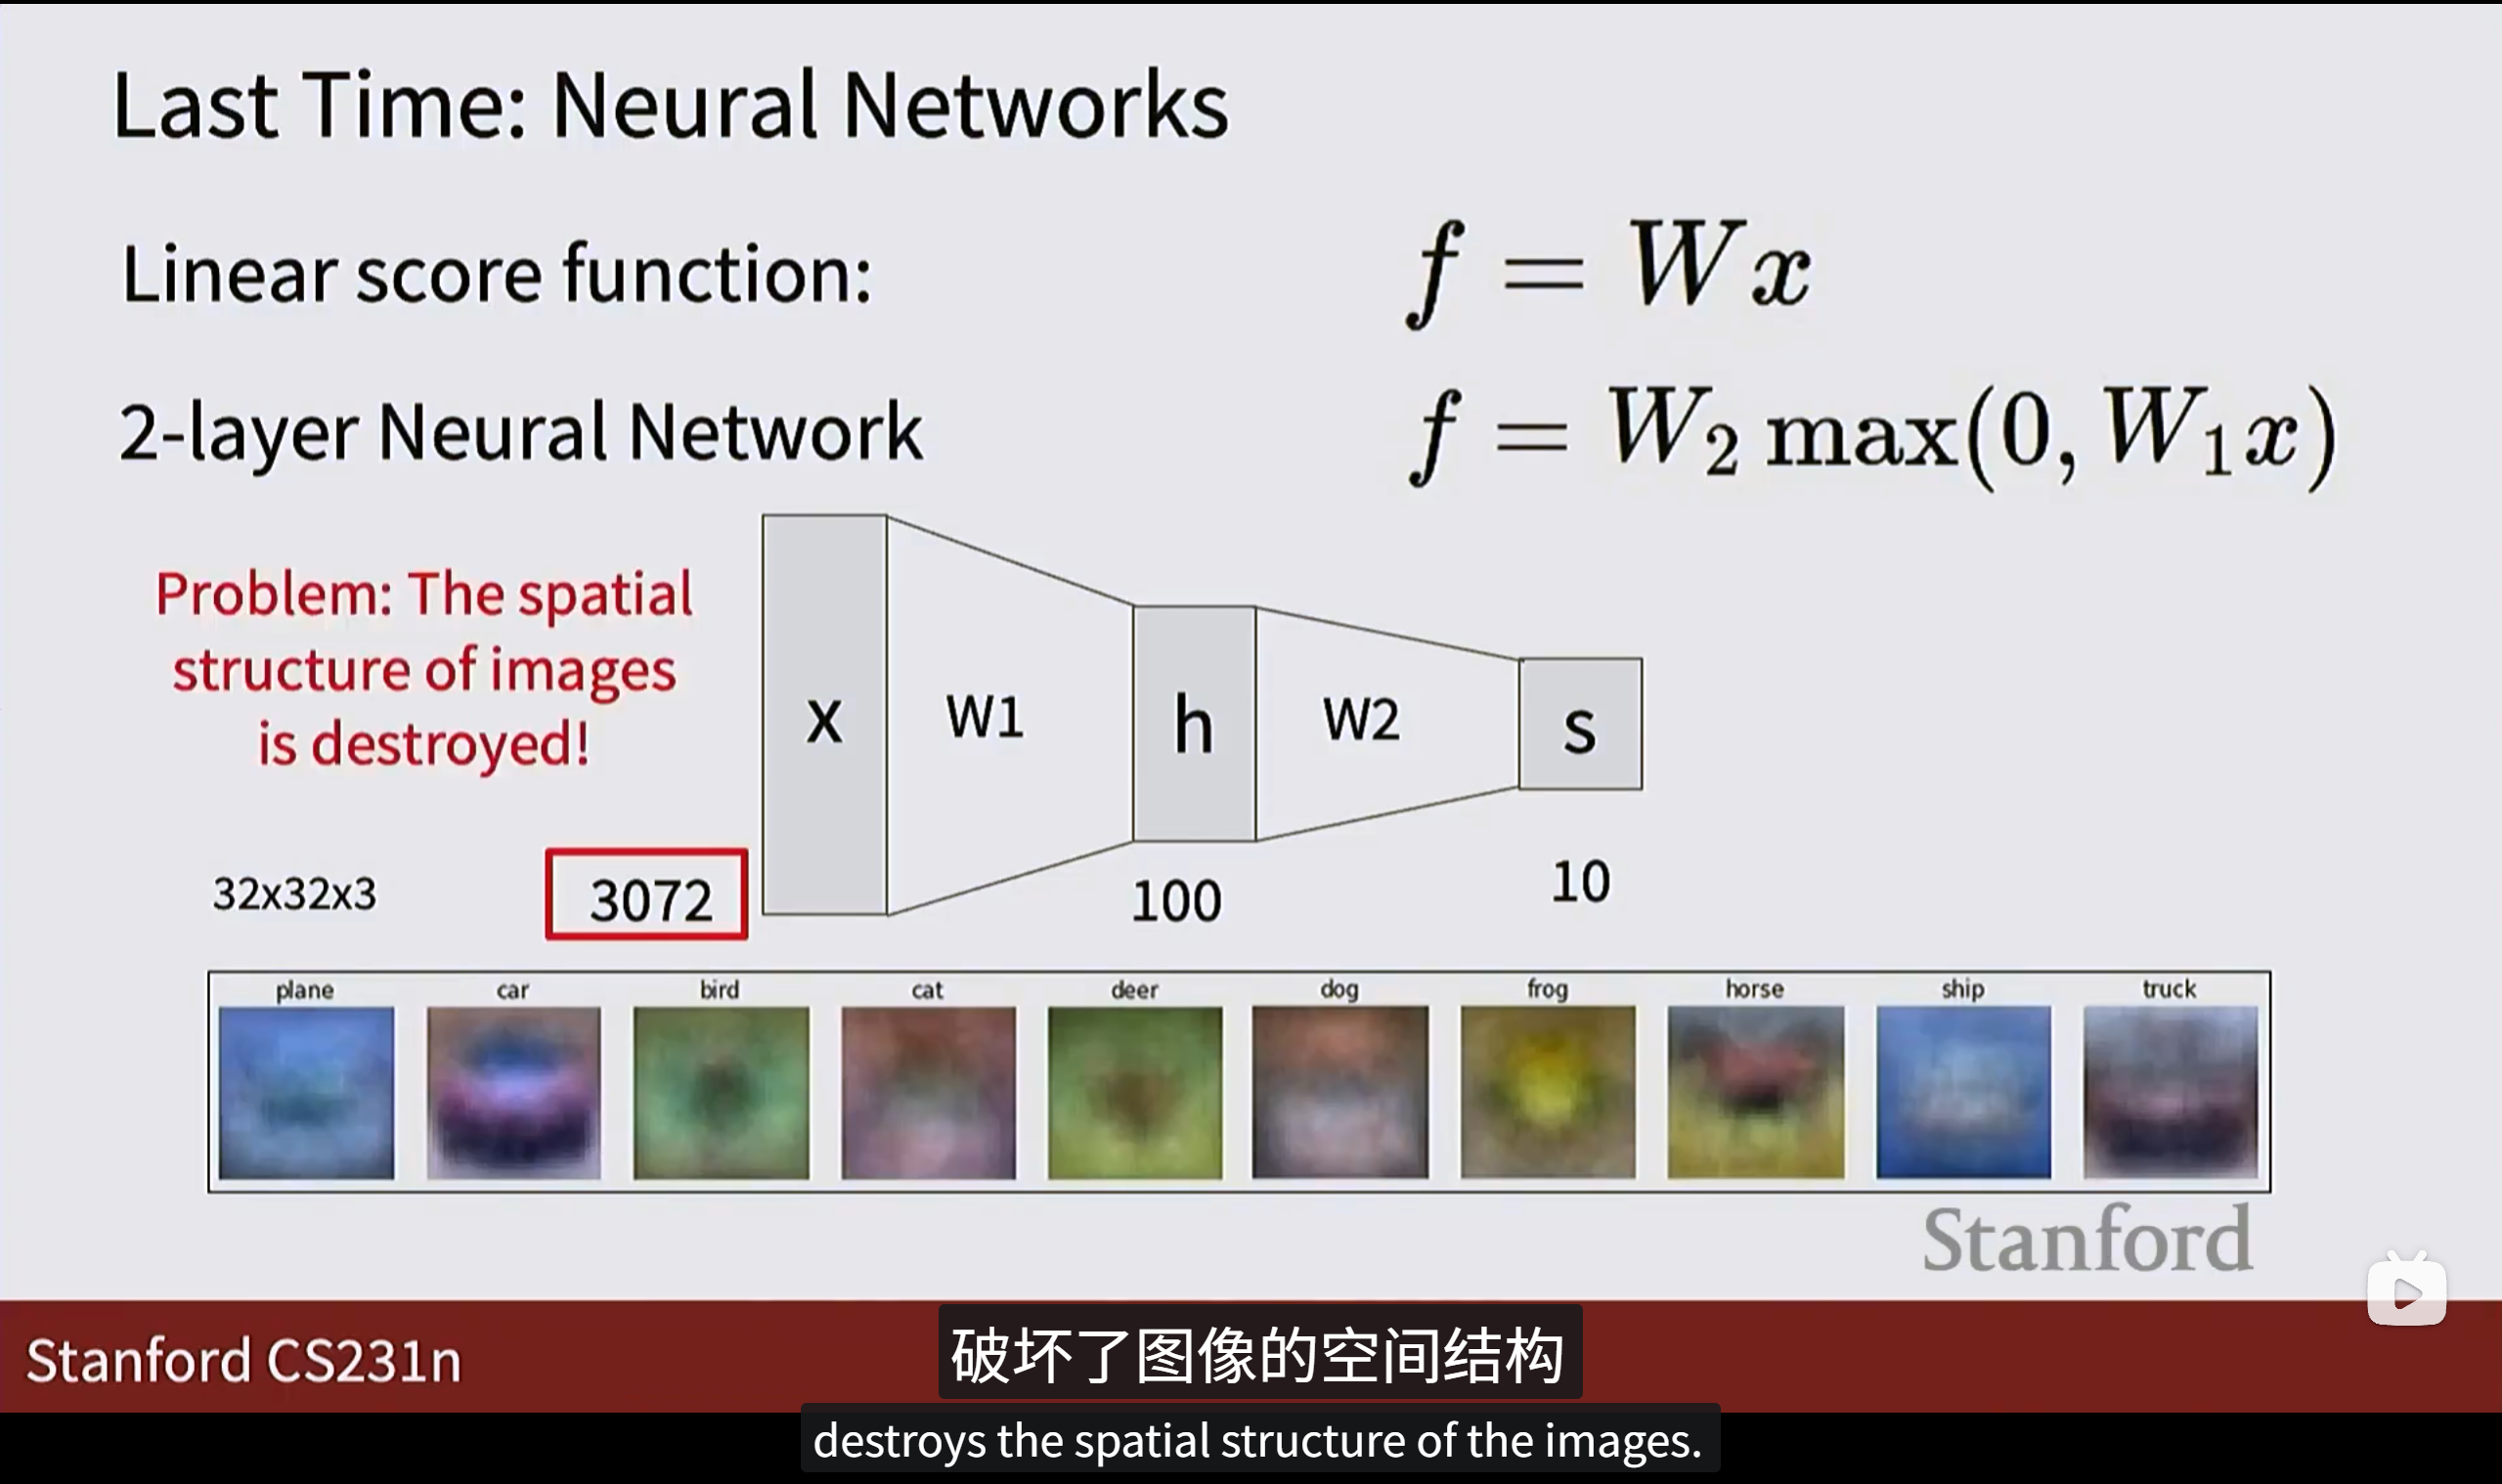 Last Time: Neural Networks
Linear score function:
f = Wx
2-layer Neural Network
f = W₂ max(0, W₁x)
Problem: The spatial
structure of images
is destroyed!
x
W1
h
W2
s
32x32x3
3072
100
10
plane car bird cat deer dog frog horse ship truck
Stanford
Stanford CS231n
破坏了图像的空间结构
destroys the spatial structure of the images.